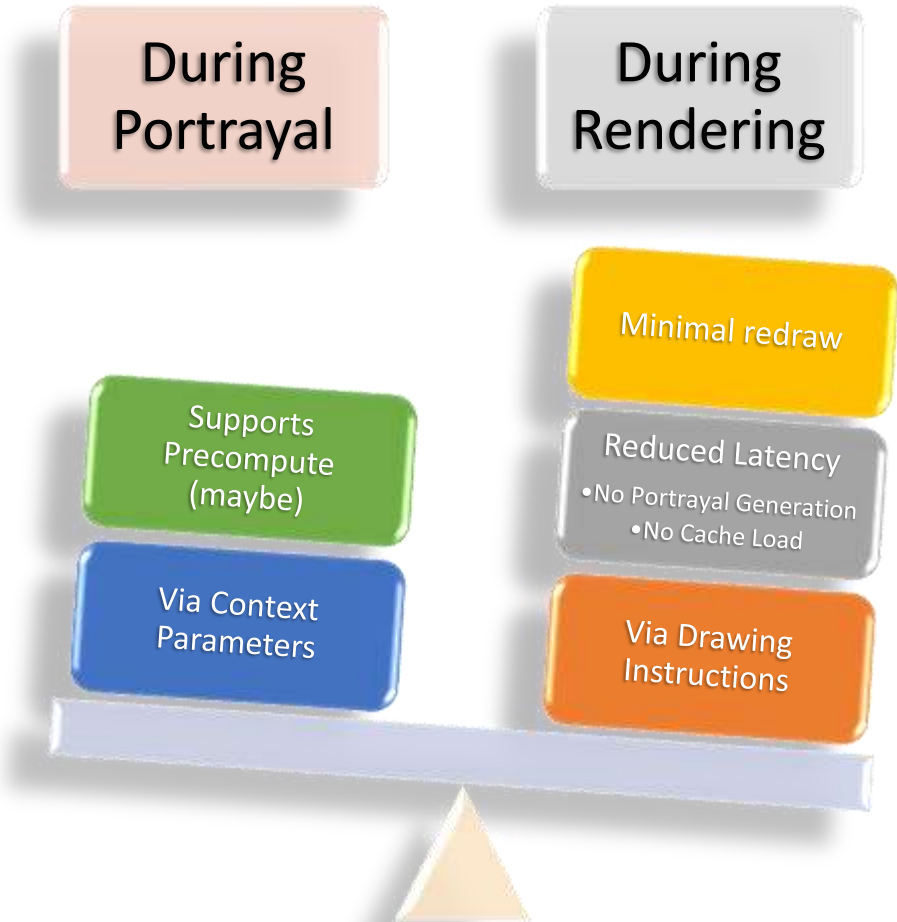 During
Portrayal
During
Rendering
Supports
Precompute
(maybe)
Via Context
Parameters
Minimal redraw
Reduced Latency
•No Portrayal Generation
•No Cache Load
Via Drawing
Instructions